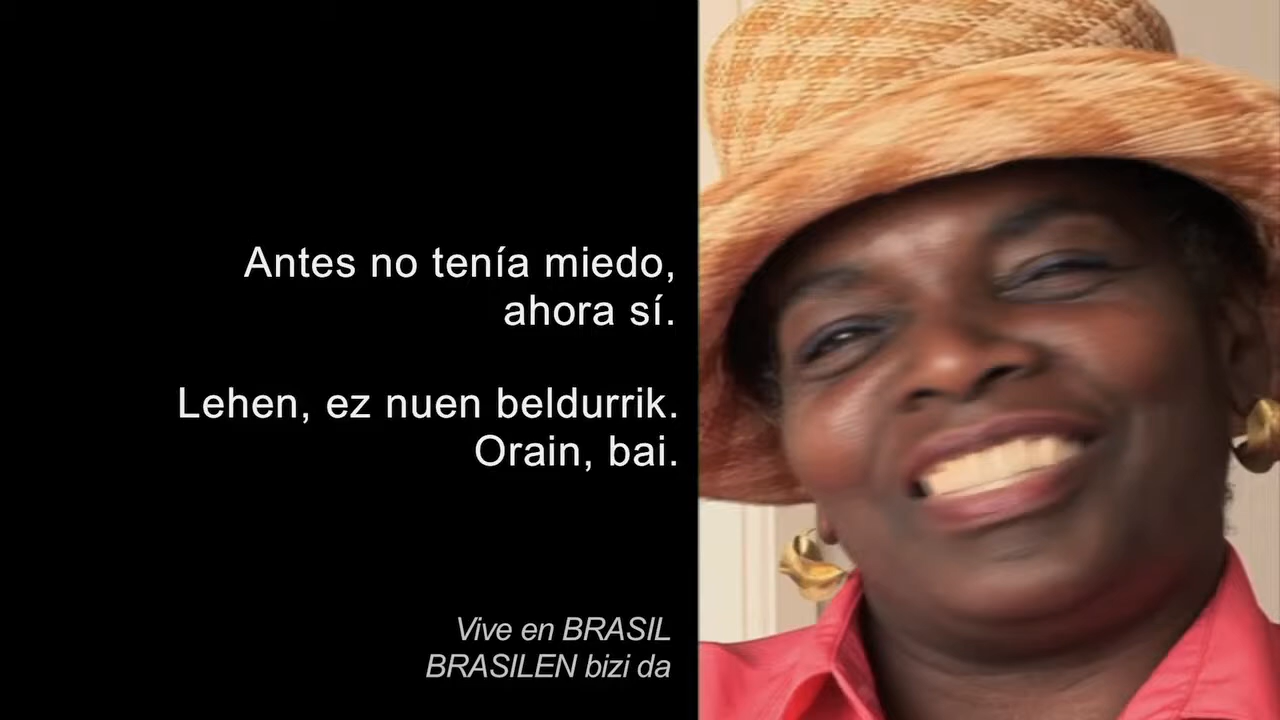 Antes no tenía miedo,
ahora sí.
Lehen, ez nuen beldurrik.
Orain, bai.
Vive en BRASIL
BRASILEN bizi da